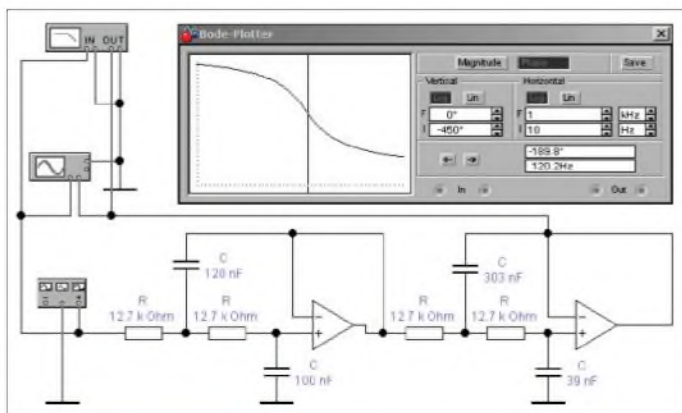 Bode-Plotter
IN OUT
Magnitude
Phase
Save
Vertical
Horizontal
Log Lin
Log Lin
F 0°
F 1 kHz
I -450°
I 10 Hz
-189.8°
120.2Hz
In
Out
C
120 nF
C
303 nF
R
12.7 k Ohm
R
12.7 k Ohm
R
12.7 k Ohm
R
12.7 k Ohm
C
100 nF
C
39 nF